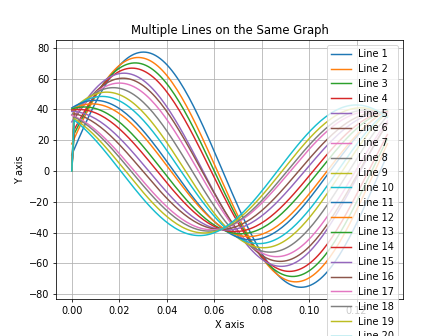 Multiple Lines on the Same Graph
Y axis
80
60
40
20
0
−20
−40
−60
−80
0.00
0.02
0.04
0.06
0.08
0.10
X axis
Line 1
Line 2
Line 3
Line 4
Line 5
Line 6
Line 7
Line 8
Line 9
Line 10
Line 11
Line 12
Line 13
Line 14
Line 15
Line 16
Line 17
Line 18
Line 19
Line 20